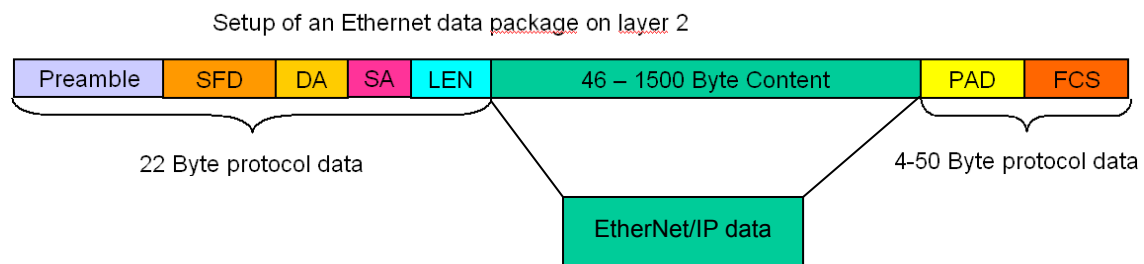 Setup of an Ethernet data package on layer 2
Preamble SFD DA SA LEN 46 – 1500 Byte Content PAD FCS
22 Byte protocol data 4-50 Byte protocol data
EtherNet/IP data